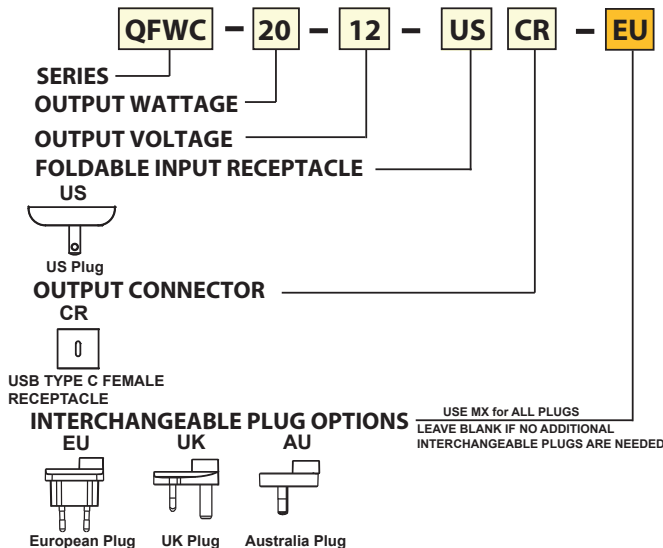 QFWC - 20 - 12 - US CR - EU
SERIES
OUTPUT WATTAGE
OUTPUT VOLTAGE
FOLDABLE INPUT RECEPTACLE
US
US Plug
OUTPUT CONNECTOR
CR
USB TYPE C FEMALE
RECEPTACLE
INTERCHANGEABLE PLUG OPTIONS
USE MX for ALL PLUGS
LEAVE BLANK IF NO ADDITIONAL
INTERCHANGEABLE PLUGS ARE NEEDED
EU UK AU
European Plug UK Plug Australia Plug